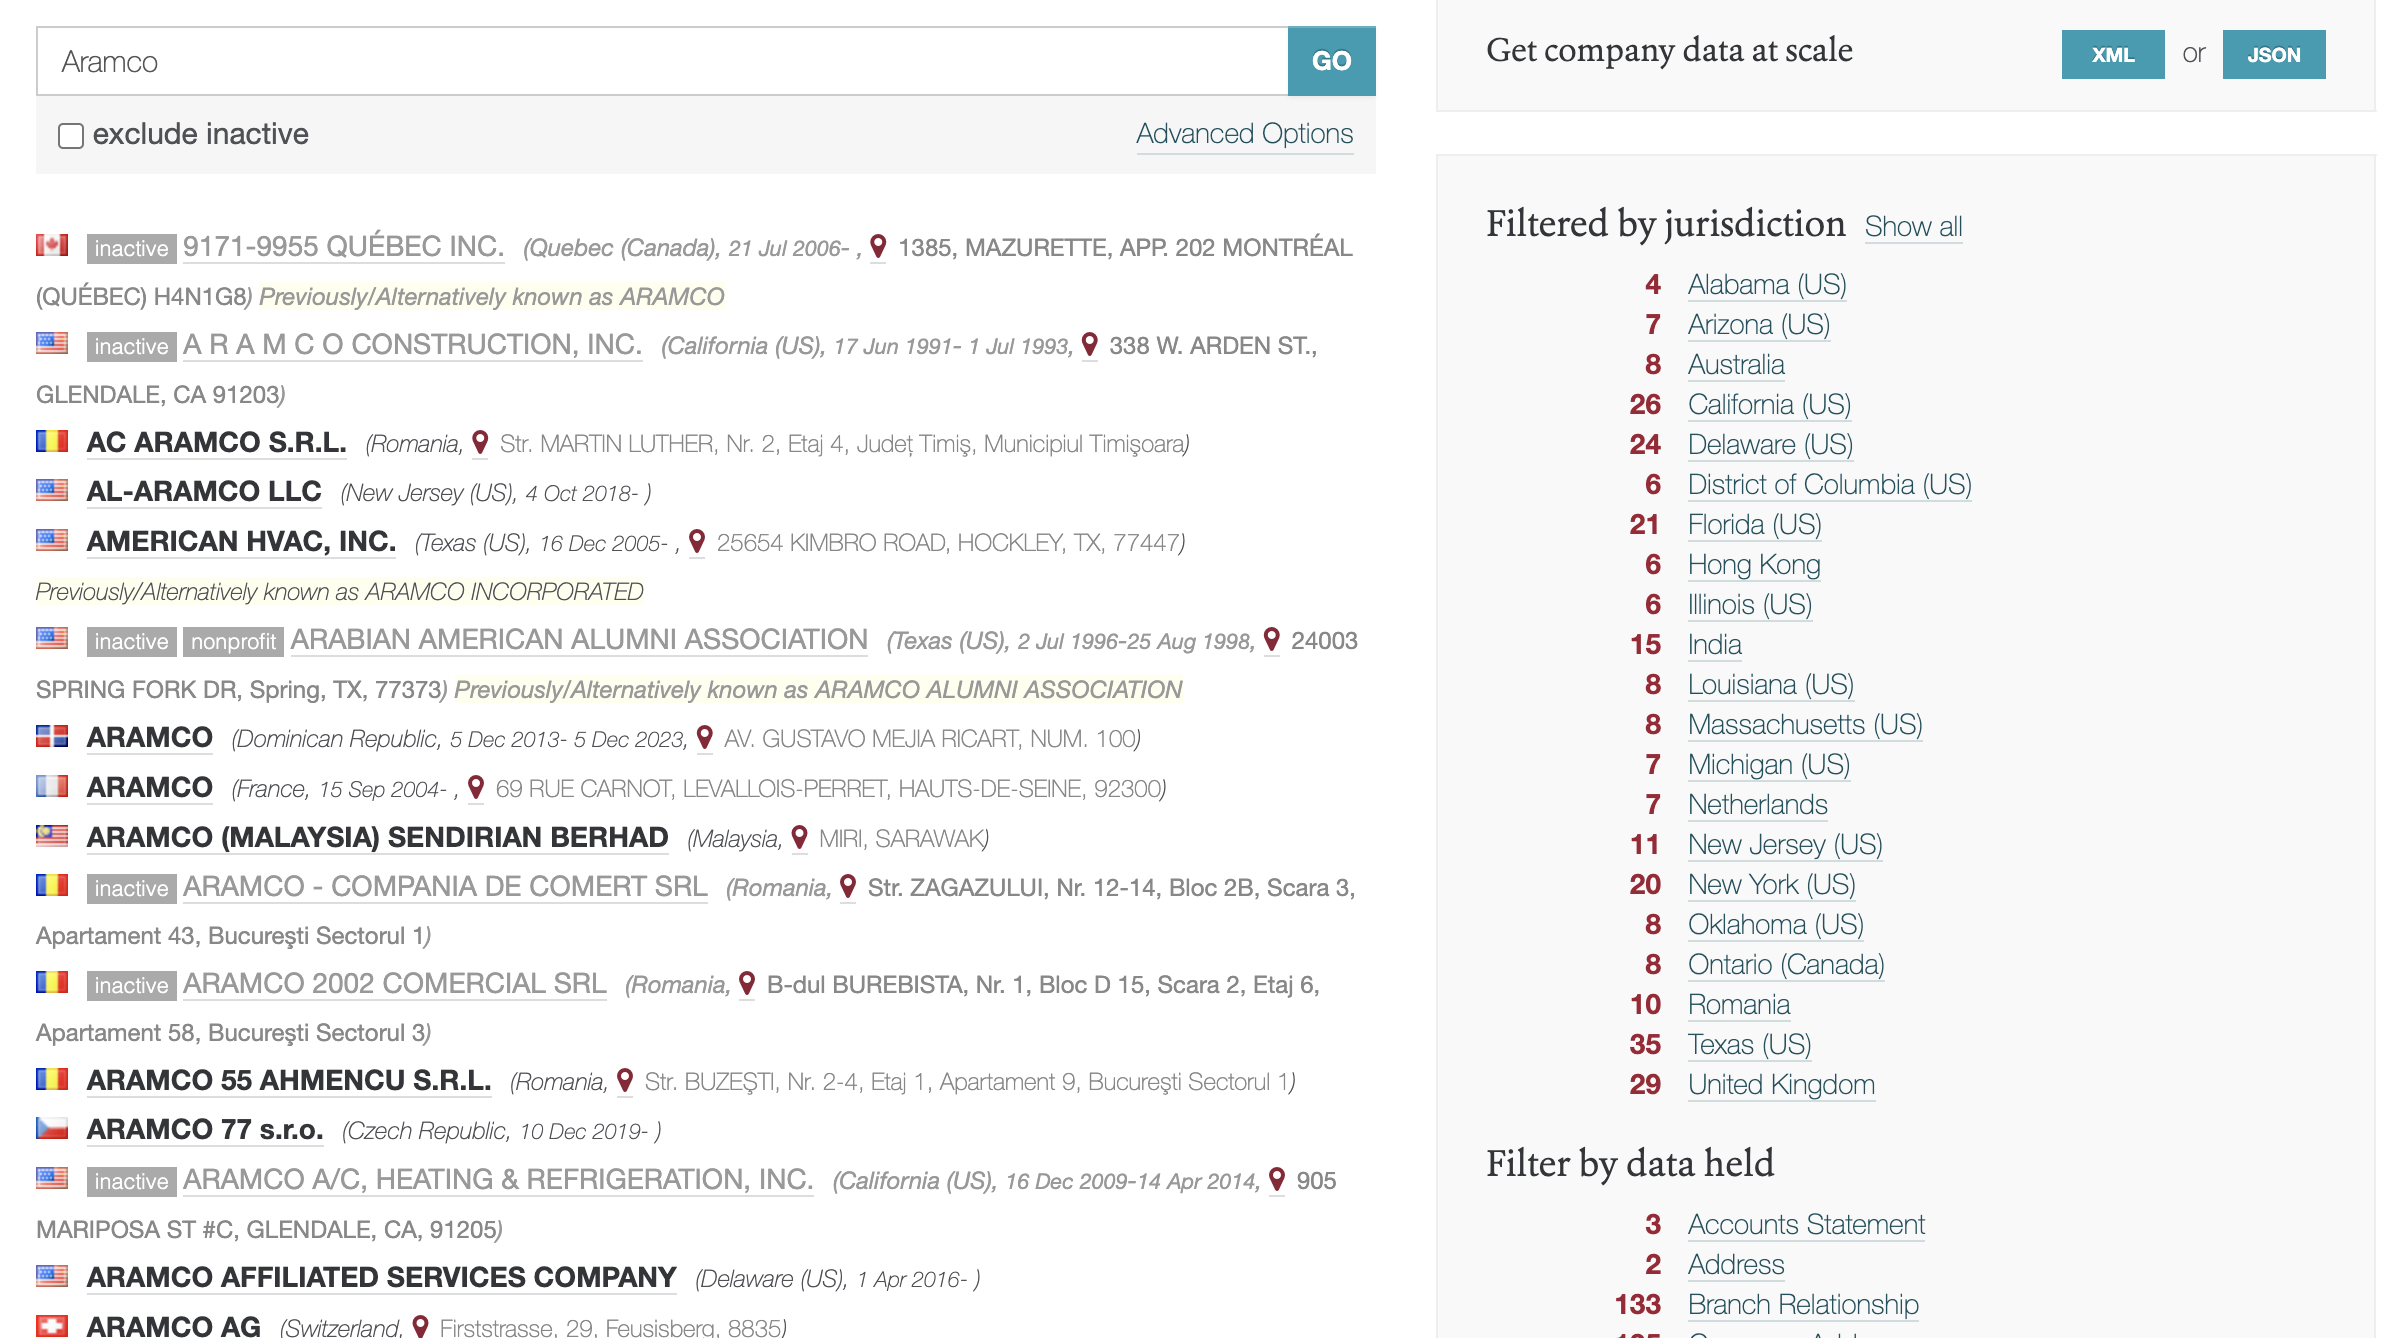 Aramco
GO
exclude inactive
Advanced Options
inactive 9171-9955 QUÉBEC INC. (Quebec (Canada), 21 Jul 2006- , 1385, MAZURETTE, APP. 202 MONTRÉAL
(QUÉBEC) H4N1G8) Previously/Alternatively known as ARAMCO
inactive A R A M C O CONSTRUCTION, INC. (California (US), 17 Jun 1991- 1 Jul 1993, 338 W. ARDEN ST.,
GLENDALE, CA 91203)
AC ARAMCO S.R.L. (Romania, Str. MARTIN LUTHER, Nr. 2, Etaj 4, Județ Timiş, Municipiul Timişoara)
AL-ARAMCO LLC (New Jersey (US), 4 Oct 2018- )
AMERICAN HVAC, INC. (Texas (US), 16 Dec 2005- , 25654 KIMBRO ROAD, HOCKLEY, TX, 77447)
Previously/Alternatively known as ARAMCO INCORPORATED
inactive nonprofit ARABIAN AMERICAN ALUMNI ASSOCIATION (Texas (US), 2 Jul 1996-25 Aug 1998, 24003
SPRING FORK DR, Spring, TX, 77373) Previously/Alternatively known as ARAMCO ALUMNI ASSOCIATION
ARAMCO (Dominican Republic, 5 Dec 2013- 5 Dec 2023, AV. GUSTAVO MEJIA RICART, NUM. 100)
ARAMCO (France, 15 Sep 2004- , 69 RUE CARNOT, LEVALLOIS-PERRET, HAUTS-DE-SEINE, 92300)
ARAMCO (MALAYSIA) SENDIRIAN BERHAD (Malaysia, MIRI, SARAWAK)
inactive ARAMCO - COMPANIA DE COMERT SRL (Romania, Str. ZAGAZULUI, Nr. 12-14, Bloc 2B, Scara 3,
Apartament 43, Bucureşti Sectorul 1)
inactive ARAMCO 2002 COMERCIAL SRL (Romania, B-dul BUREBISTA, Nr. 1, Bloc D 15, Scara 2, Etaj 6,
Apartament 58, Bucureşti Sectorul 3)
ARAMCO 55 AHMENCU S.R.L. (Romania, Str. BUZEŞTI, Nr. 2-4, Etaj 1, Apartament 9, Bucureşti Sectorul 1)
ARAMCO 77 s.r.o. (Czech Republic, 10 Dec 2019- )
inactive ARAMCO A/C, HEATING & REFRIGERATION, INC. (California (US), 16 Dec 2009-14 Apr 2014, 905
MARIPOSA ST #C, GLENDALE, CA, 91205)
ARAMCO AFFILIATED SERVICES COMPANY (Delaware (US), 1 Apr 2016- )
ARAMCO AG (Switzerland, Firststrasse, 29, Feusisberg, 8835)
Get company data at scale
XML or JSON
Filtered by jurisdiction Show all
4 Alabama (US)
7 Arizona (US)
8 Australia
26 California (US)
24 Delaware (US)
6 District of Columbia (US)
21 Florida (US)
6 Hong Kong
6 Illinois (US)
15 India
8 Louisiana (US)
8 Massachusetts (US)
7 Michigan (US)
7 Netherlands
11 New Jersey (US)
20 New York (US)
8 Oklahoma (US)
8 Ontario (Canada)
10 Romania
35 Texas (US)
29 United Kingdom
Filter by data held
3 Accounts Statement
2 Address
133 Branch Relationship